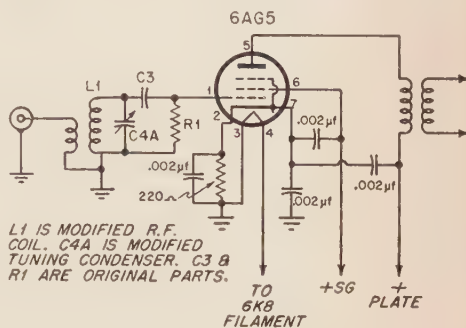 6AG5
5
L1
C3
1
6
C4A
R1
2
7
3
4
.002µf
.002µf
220Ω
.002µf
.002µf
L1 IS MODIFIED R.F.
COIL. C4A IS MODIFIED
TUNING CONDENSER. C3 &
R1 ARE ORIGINAL PARTS.
TO
6K8
FILAMENT
+SG
+
PLATE